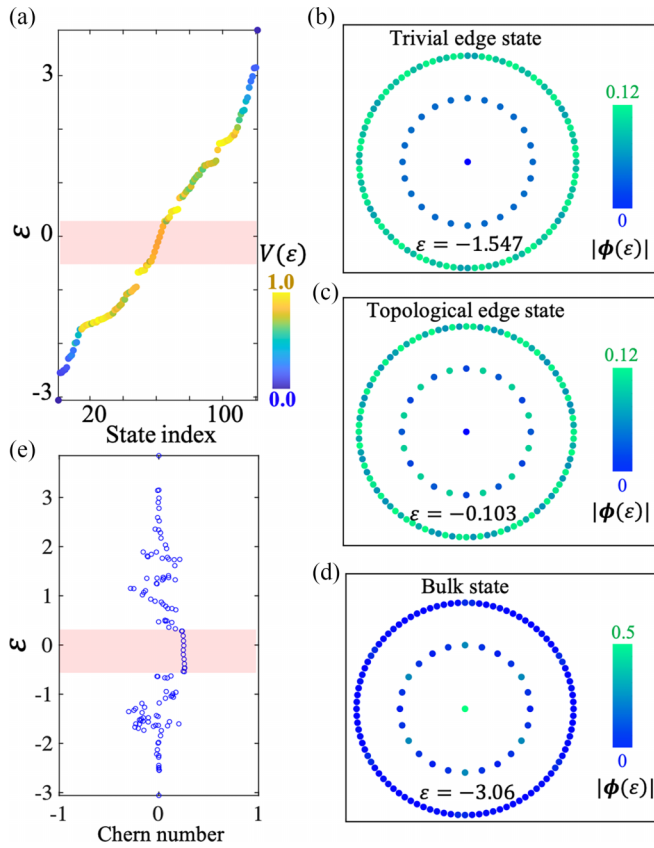 (a)
3
0
-3
ε
20
100
State index
V(ε)
1.0
0.0
(b)
Trivial edge state
ε = −1.547
0.12
0
|ϕ(ε)|
(c)
Topological edge state
ε = −0.103
0.12
0
|ϕ(ε)|
(d)
Bulk state
ε = −3.06
0.5
0
|ϕ(ε)|
(e)
3
2
1
0
-1
-2
-3
ε
-1
0
1
Chern number